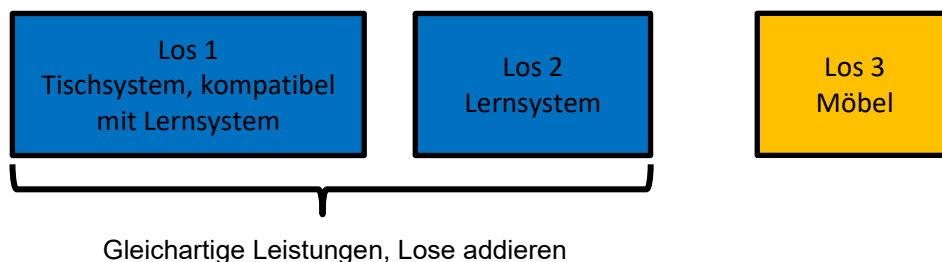 Los 1
Tischsystem, kompatibel
mit Lernsystem
Los 2
Lernsystem
Los 3
Möbel
Gleichartige Leistungen, Lose addieren